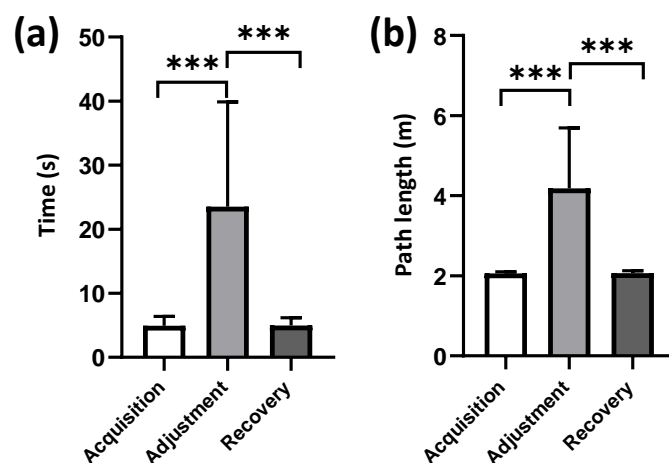 (a)
Time (s)
50
40
30
20
10
0
***
***
Acquisition
Adjustment
Recovery
(b)
Path length (m)
8
6
4
2
0
***
***
Acquisition
Adjustment
Recovery